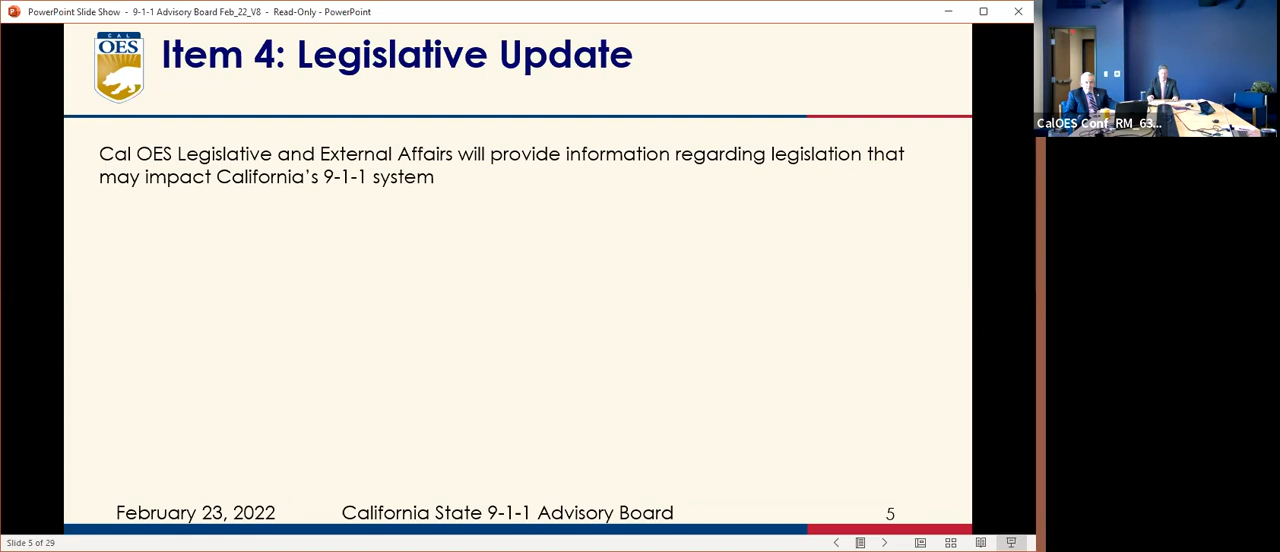 PowerPoint Slide Show - 9-1-1 Advisory Board Feb_22_V8 - Read-Only - PowerPoint
CAL
OES
Item 4: Legislative Update
CalOES Conf_RM_63...
Cal OES Legislative and External Affairs will provide information regarding legislation that
may impact California's 9-1-1 system
February 23, 2022 California State 9-1-1 Advisory Board 5
Slide 5 of 29